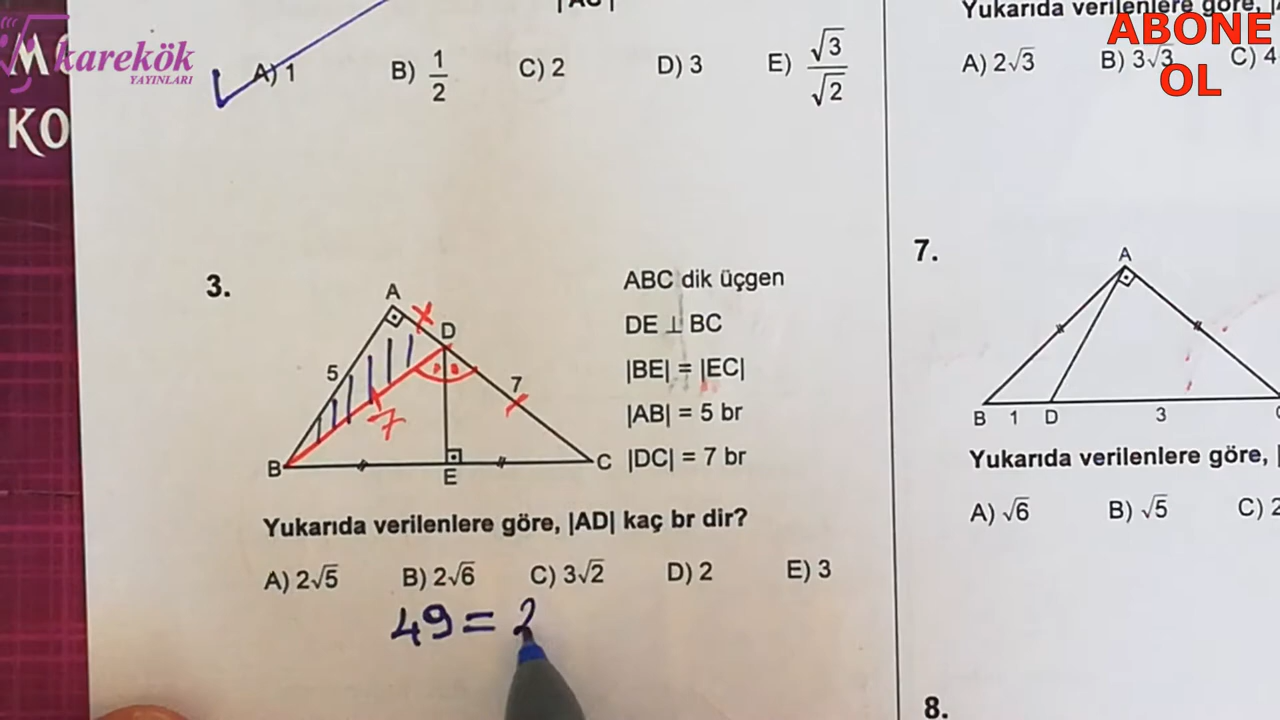 karekök
YAYINLARI
KO
A) 1 B) 1/2 C) 2 D) 3 E) √3/√2
3.
A
X
D
5
7
7
B
E
C
ABC dik üçgen
DE ⊥ BC
|BE| = |EC|
|AB| = 5 br
|DC| = 7 br
Yukarıda verilenlere göre, |AD| kaç br dir?
A) 2√5 B) 2√6 C) 3√2 D) 2 E) 3
49 = 2
Yukarıda verilenlere göre, |
ABONE
OL
A) 2√3 B) 3√3 C) 4
7.
A
B 1 D 3
Yukarıda verilenlere göre, |
A) √6 B) √5 C) 2
8.